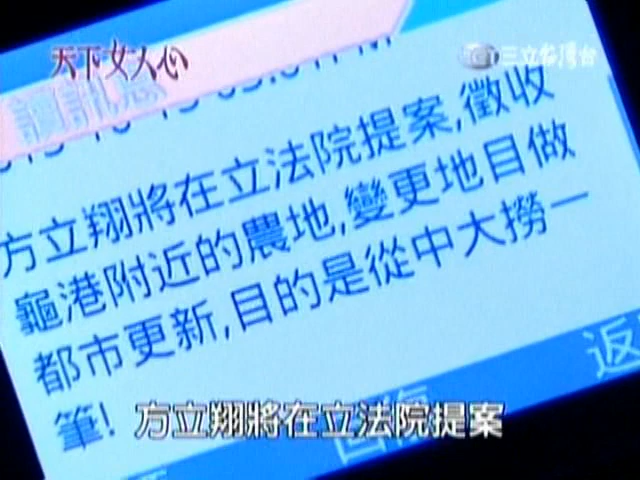 天下女人心
三立台灣台
讀訊息
方立翔將在立法院提案,徵收
龜港附近的農地,變更地目做
都市更新,目的是從中大撈一
筆!
方立翔將在立法院提案